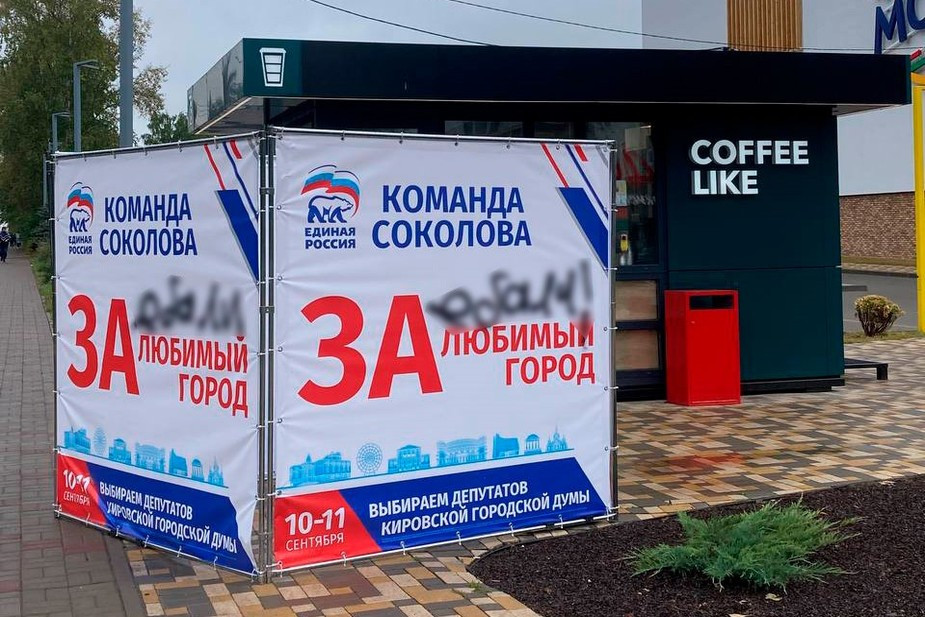 COFFEE
LIKE
ЕДИНАЯ
РОССИЯ
КОМАНДА
СОКОЛОВА
ЗА
ЛЮБИМЫЙ
ГОРОД
10-11
СЕНТЯБРЯ
ВЫБИРАЕМ ДЕПУТАТОВ
КИРОВСКОЙ ГОРОДСКОЙ ДУМЫ
ЕДИНАЯ
РОССИЯ
КОМАНДА
СОКОЛОВА
ЗА
ЛЮБИМЫЙ
ГОРОД
10-11
СЕНТЯБРЯ
ВЫБИРАЕМ ДЕПУТАТОВ
КИРОВСКОЙ ГОРОДСКОЙ ДУМЫ